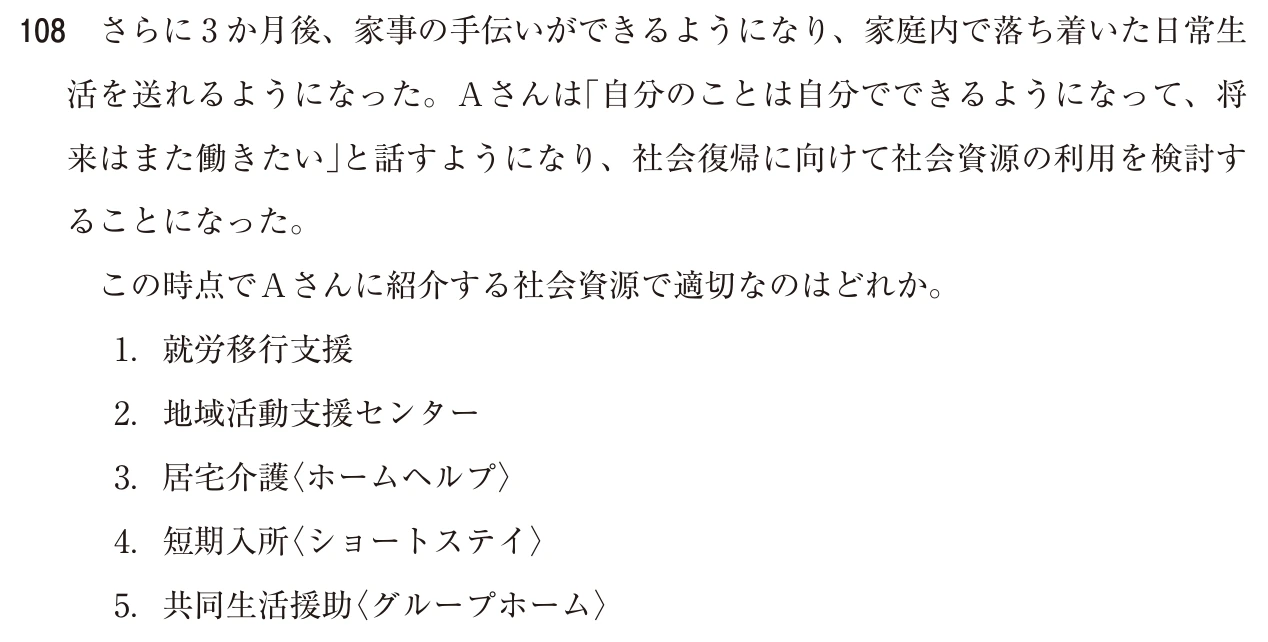 108　さらに３か月後、家事の手伝いができるようになり、家庭内で落ち着いた日常生
活を送れるようになった。Ａさんは｢自分のことは自分でできるようになって、将
来はまた働きたい｣と話すようになり、社会復帰に向けて社会資源の利用を検討す
ることになった。
この時点でＡさんに紹介する社会資源で適切なのはどれか。
1.　就労移行支援
2.　地域活動支援センター
3.　居宅介護〈ホームヘルプ〉
4.　短期入所〈ショートステイ〉
5.　共同生活援助〈グループホーム〉